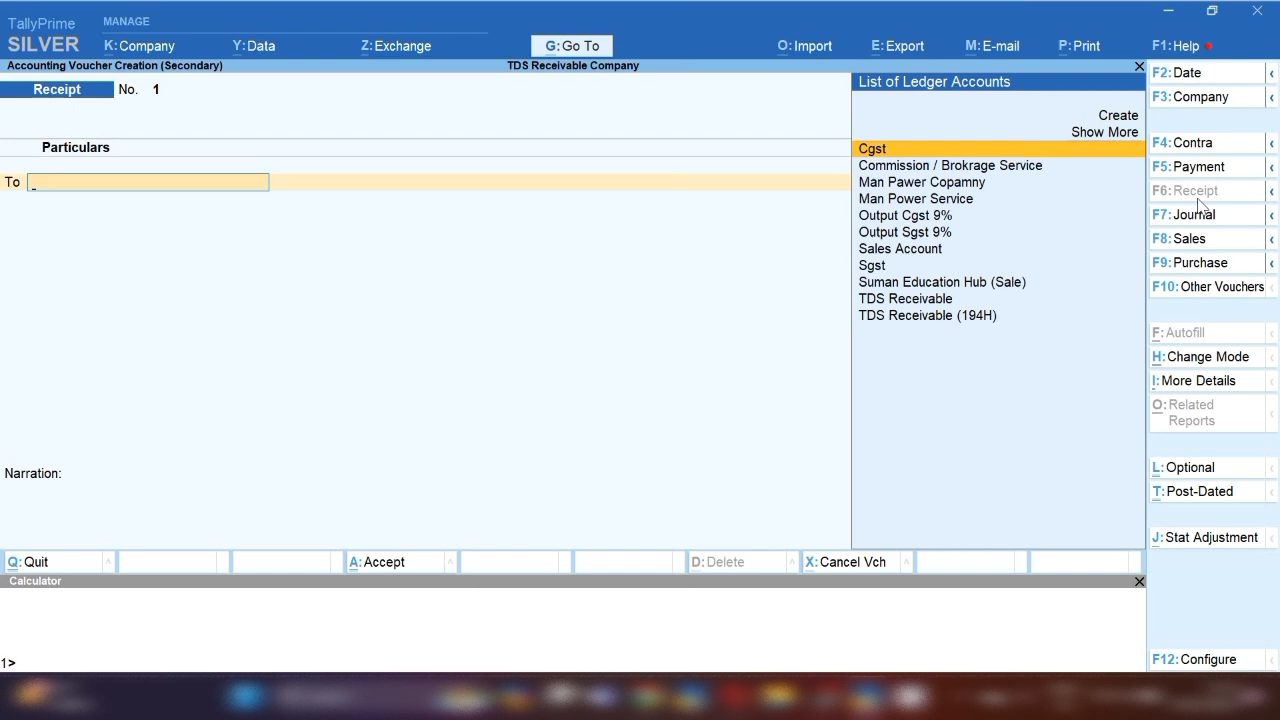 TallyPrime
SILVER
MANAGE
K:Company
Y:Data
Z:Exchange
G:Go To
O:Import
E:Export
M:E-mail
P:Print
F1:Help
Accounting Voucher Creation (Secondary)
TDS Receivable Company
Receipt No. 1
Particulars
To
Narration:
List of Ledger Accounts
Create
Show More
Cgst
Commission / Brokrage Service
Man Pawer Copamny
Man Power Service
Output Cgst 9%
Output Sgst 9%
Sales Account
Sgst
Suman Education Hub (Sale)
TDS Receivable
TDS Receivable (194H)
F2:Date
F3:Company
F4:Contra
F5:Payment
F6:Receipt
F7:Journal
F8:Sales
F9:Purchase
F10:Other Vouchers
F:Autofill
H:Change Mode
I:More Details
O:Related
Reports
L:Optional
T:Post-Dated
J:Stat Adjustment
F12:Configure
Q:Quit
A:Accept
D:Delete
X:Cancel Vch
Calculator
1>